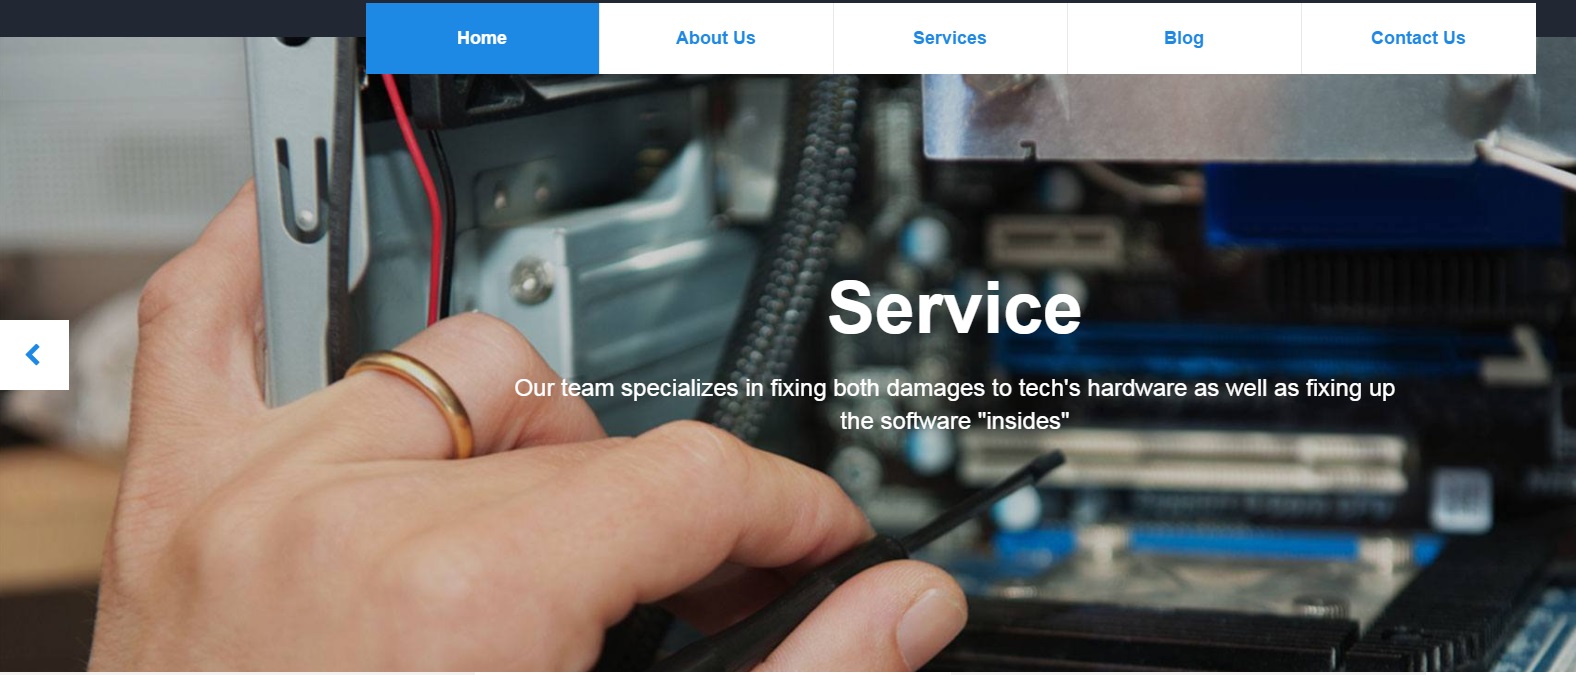 Home
About Us
Services
Blog
Contact Us
Service
Our team specializes in fixing both damages to tech's hardware as well as fixing up
the software "insides"